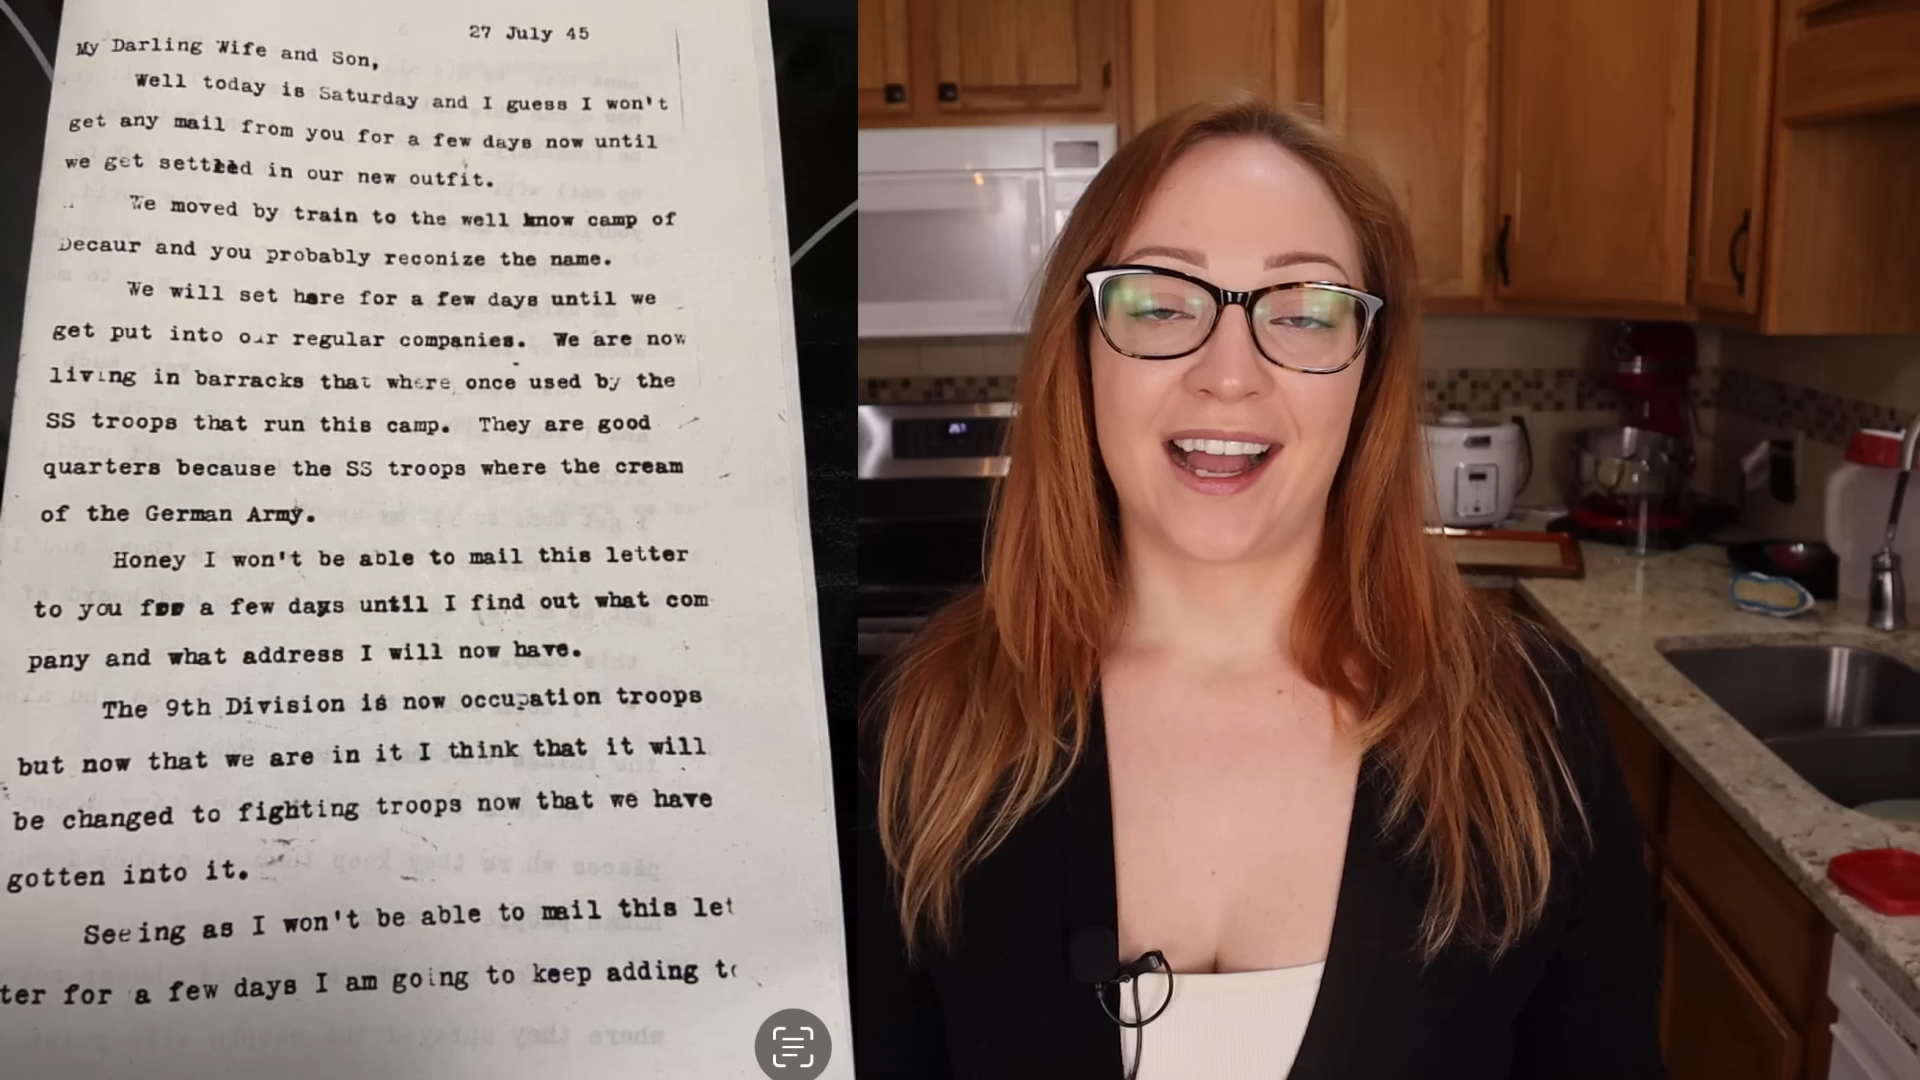 27 July 45
My Darling Wife and Son,
Well today is Saturday and I guess I won't
get any mail from you for a few days now until
we get settled in our new outfit.
We moved by train to the well know camp of
Decaur and you probably reconize the name.
We will set here for a few days until we
get put into our regular companies. We are now
living in barracks that where once used by the
SS troops that run this camp. They are good
quarters because the SS troops where the cream
of the German Army.
Honey I won't be able to mail this letter
to you for a few days until I find out what com
pany and what address I will now have.
The 9th Division is now occupation troops
but now that we are in it I think that it will
be changed to fighting troops now that we have
gotten into it.
Seeing as I won't be able to mail this let
ter for a few days I am going to keep adding to